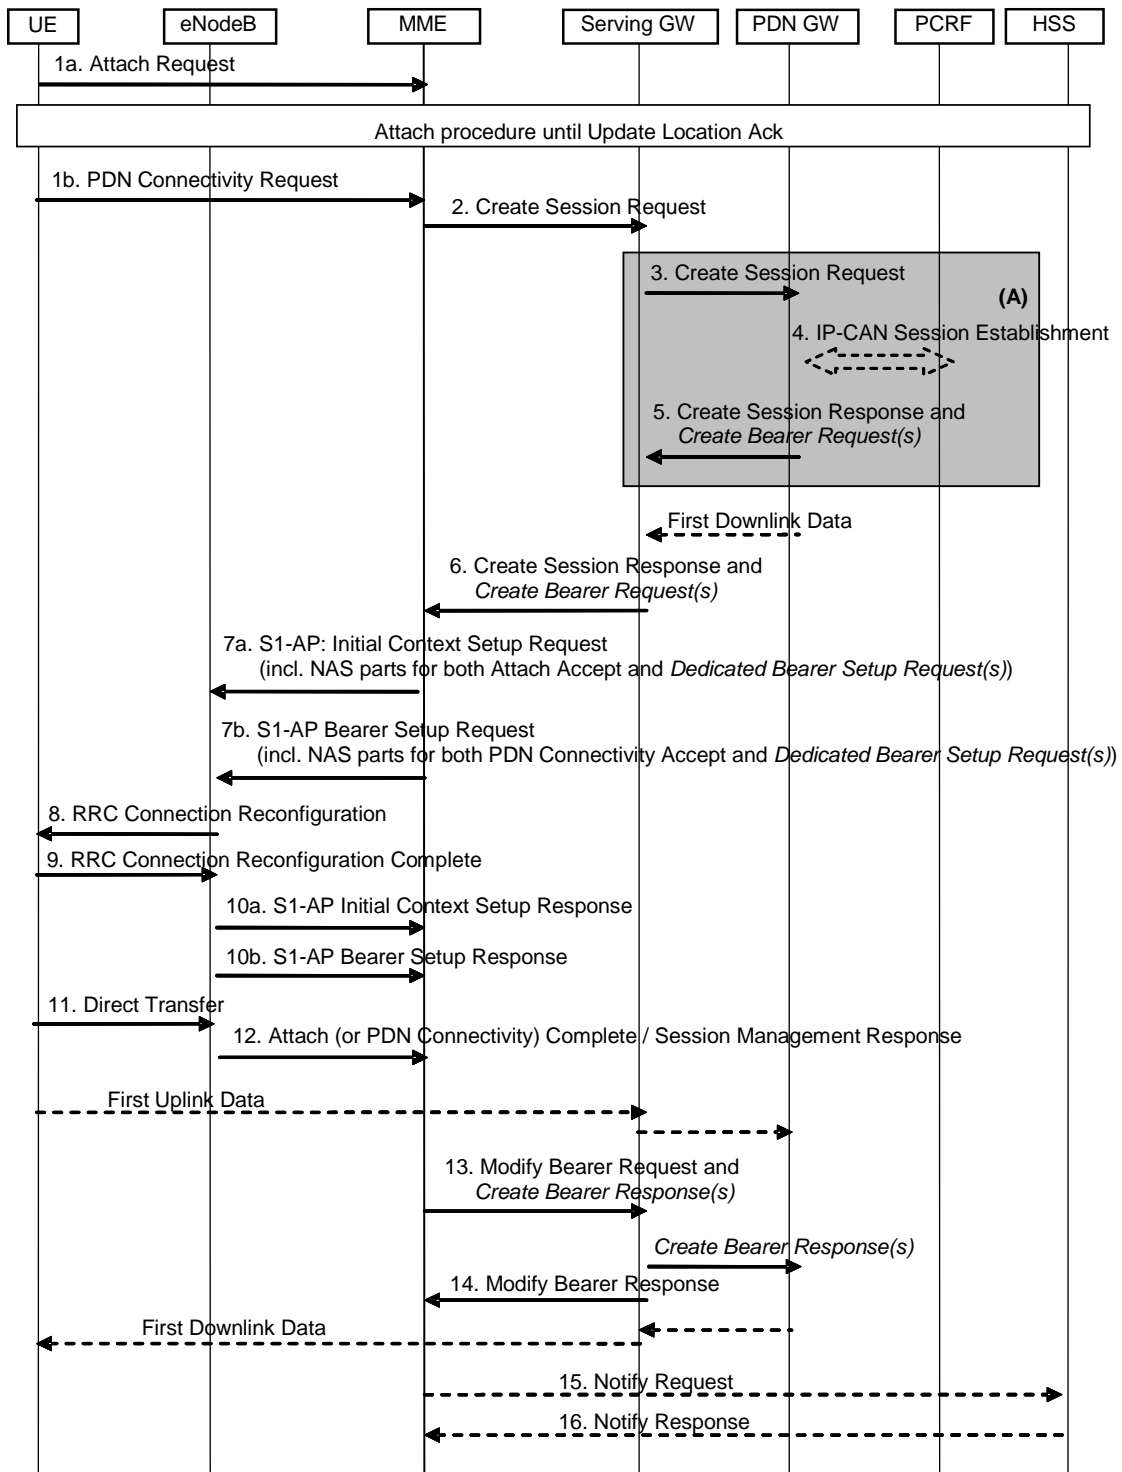 UE eNodeB MME Serving GW PDN GW PCRF HSS
1a. Attach Request
Attach procedure until Update Location Ack
1b. PDN Connectivity Request
2. Create Session Request
3. Create Session Request
(A)
4. IP-CAN Session Establishment
5. Create Session Response and
Create Bearer Request(s)
First Downlink Data
6. Create Session Response and
Create Bearer Request(s)
7a. S1-AP: Initial Context Setup Request
(incl. NAS parts for both Attach Accept and Dedicated Bearer Setup Request(s))
7b. S1-AP Bearer Setup Request
(incl. NAS parts for both PDN Connectivity Accept and Dedicated Bearer Setup Request(s))
8. RRC Connection Reconfiguration
9. RRC Connection Reconfiguration Complete
10a. S1-AP Initial Context Setup Response
10b. S1-AP Bearer Setup Response
11. Direct Transfer
12. Attach (or PDN Connectivity) Complete / Session Management Response
First Uplink Data
13. Modify Bearer Request and
Create Bearer Response(s)
Create Bearer Response(s)
14. Modify Bearer Response
First Downlink Data
15. Notify Request
16. Notify Response